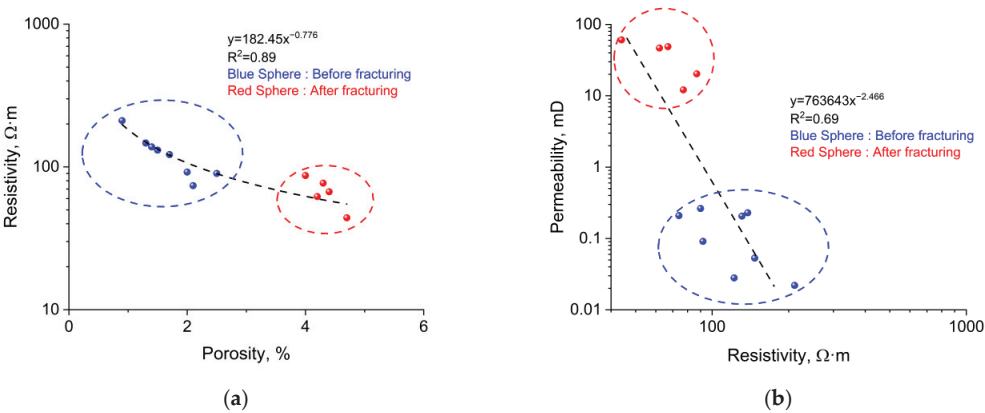 1000
100
10
0
2
4
6
Resistivity, Ω·m
Porosity, %
y=182.45x^−0.776
R²=0.89
Blue Sphere : Before fracturing
Red Sphere : After fracturing
(a)
100
10
1
0.1
0.01
100
1000
Permeability, mD
Resistivity, Ω·m
y=763643x^−2.466
R²=0.69
Blue Sphere : Before fracturing
Red Sphere : After fracturing
(b)